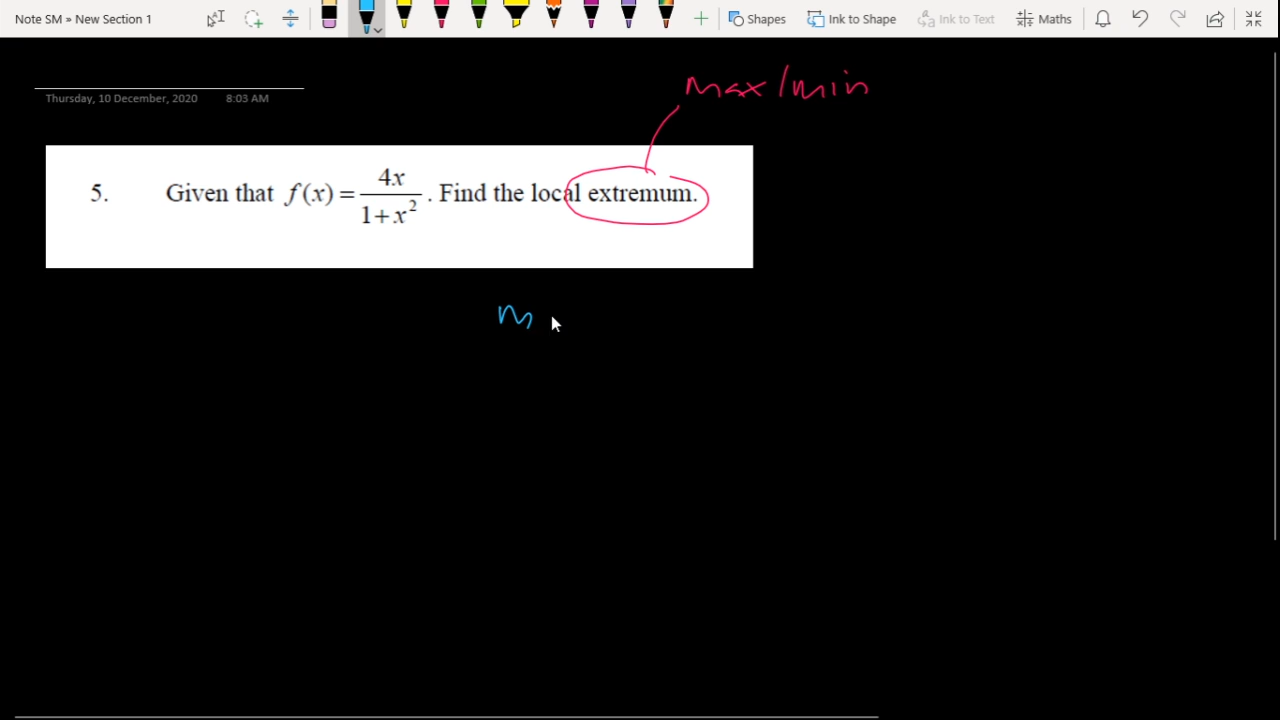 Note SM » New Section 1
Shapes
Ink to Shape
Ink to Text
Maths
Thursday, 10 December, 2020 8:03 AM
max/min
5. Given that f(x) = 4x / (1+x²) . Find the local extremum.
m